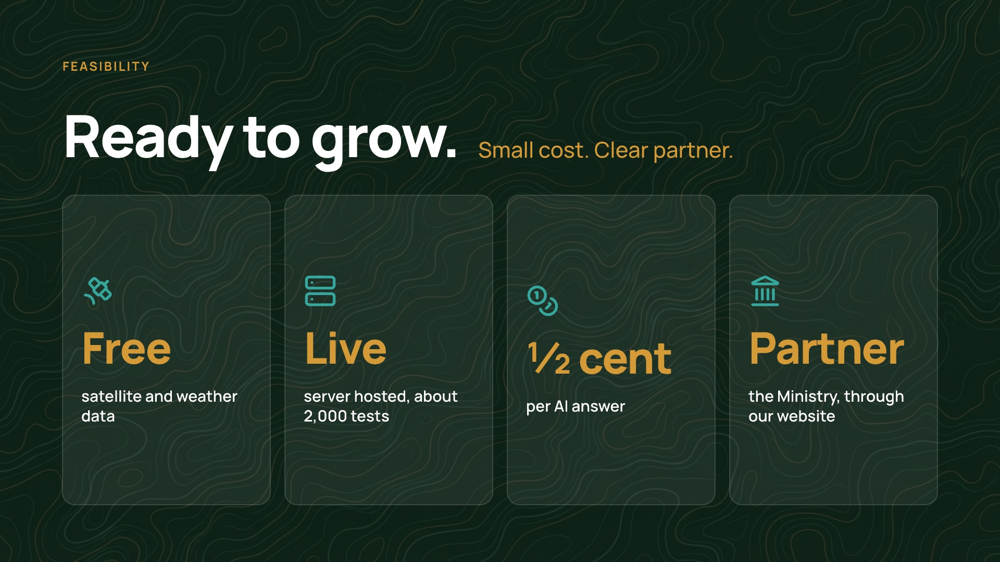 FEASIBILITY
Ready to grow. Small cost. Clear partner.
Free
satellite and weather
data
Live
server hosted, about
2,000 tests
½ cent
per AI answer
Partner
the Ministry, through
our website